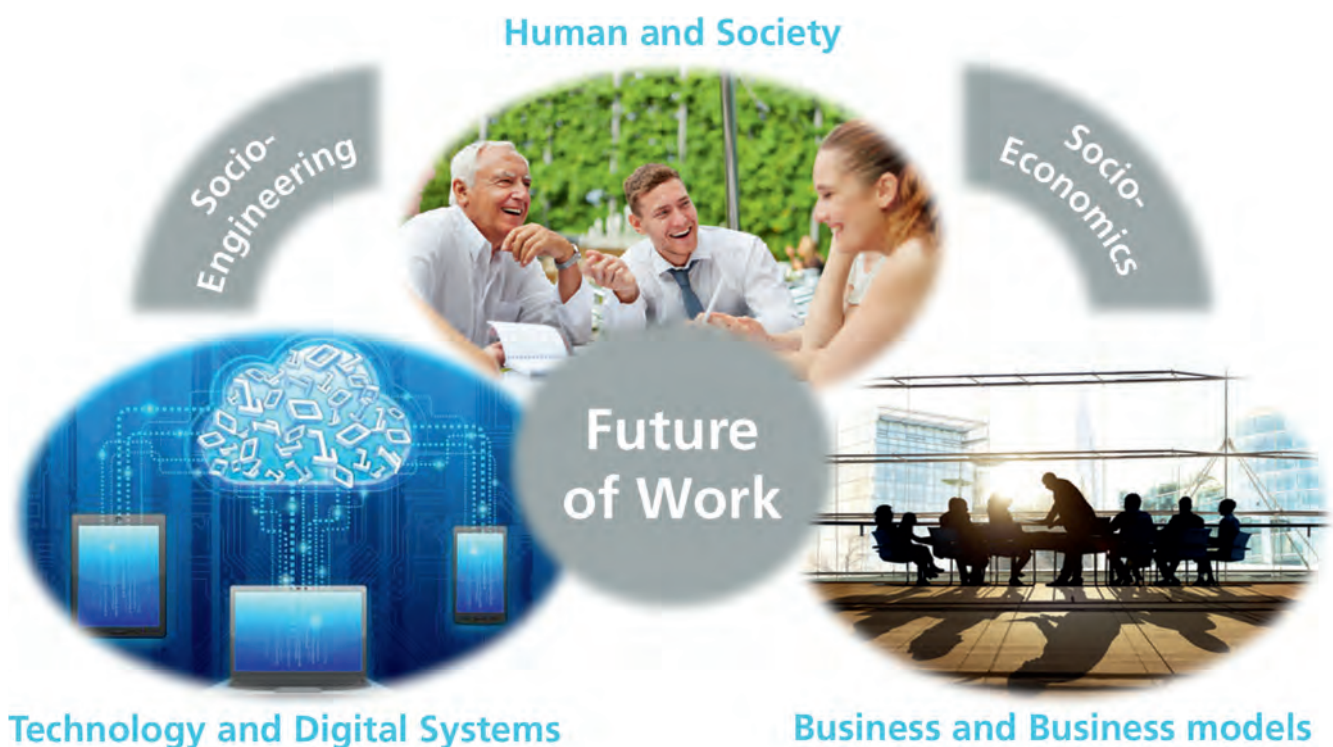 Human and Society
Socio-
Engineering
Socio-
Economics
Future
of Work
Technology and Digital Systems
Business and Business models